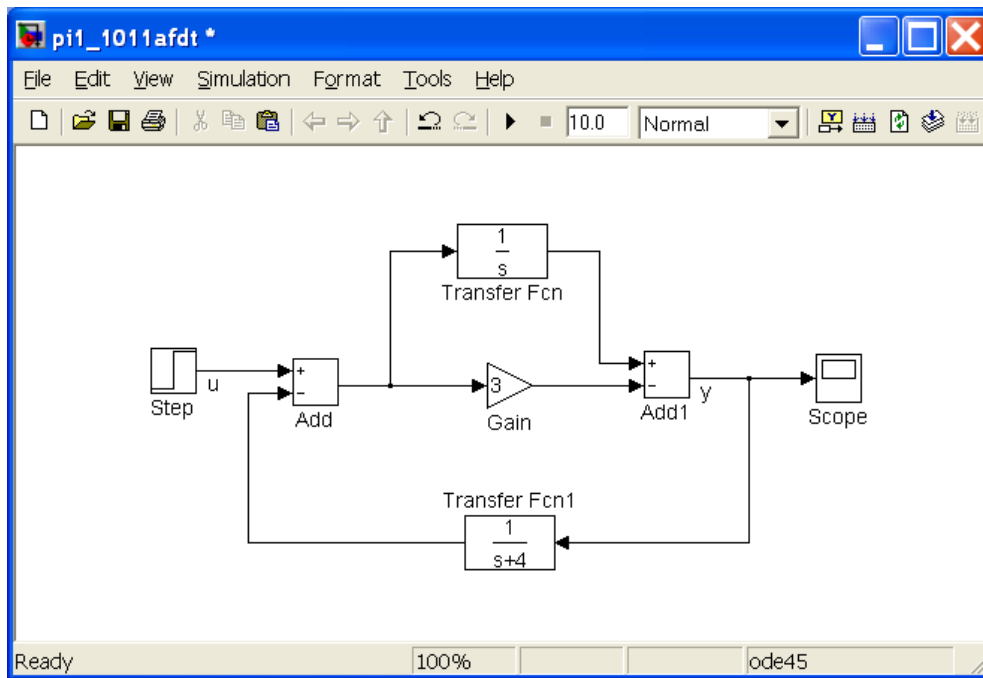 pi1_1011afdt *
File Edit View Simulation Format Tools Help
10.0 Normal
1
s
Transfer Fcn
+
−
u
Step
Add
3
Gain
+
−
Add1
y
Scope
Transfer Fcn1
1
s+4
Ready 100% ode45